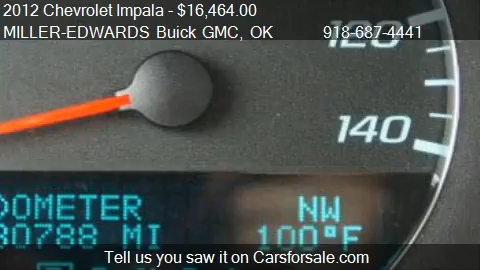 2012 Chevrolet Impala - $16,464.00
MILLER-EDWARDS Buick GMC, OK 918-687-4441
120
140
DOMETER NW
30788 MI 100°F
Tell us you saw it on Carsforsale.com